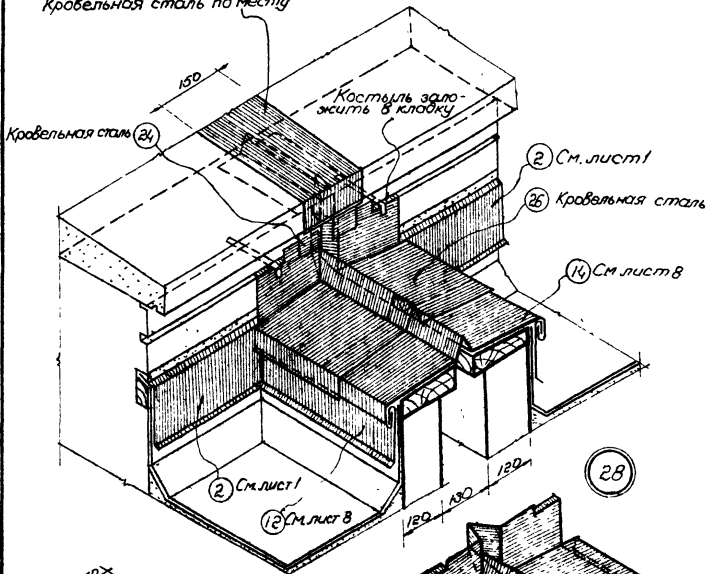 Кровельная сталь по месту
150
Костыль зало-
жить в кладку
Кровельная сталь 24
2 См. лист 1
26 Кровельная сталь
14 См лист 8
2 См лист 1
12 См лист 8
120
130
120
28